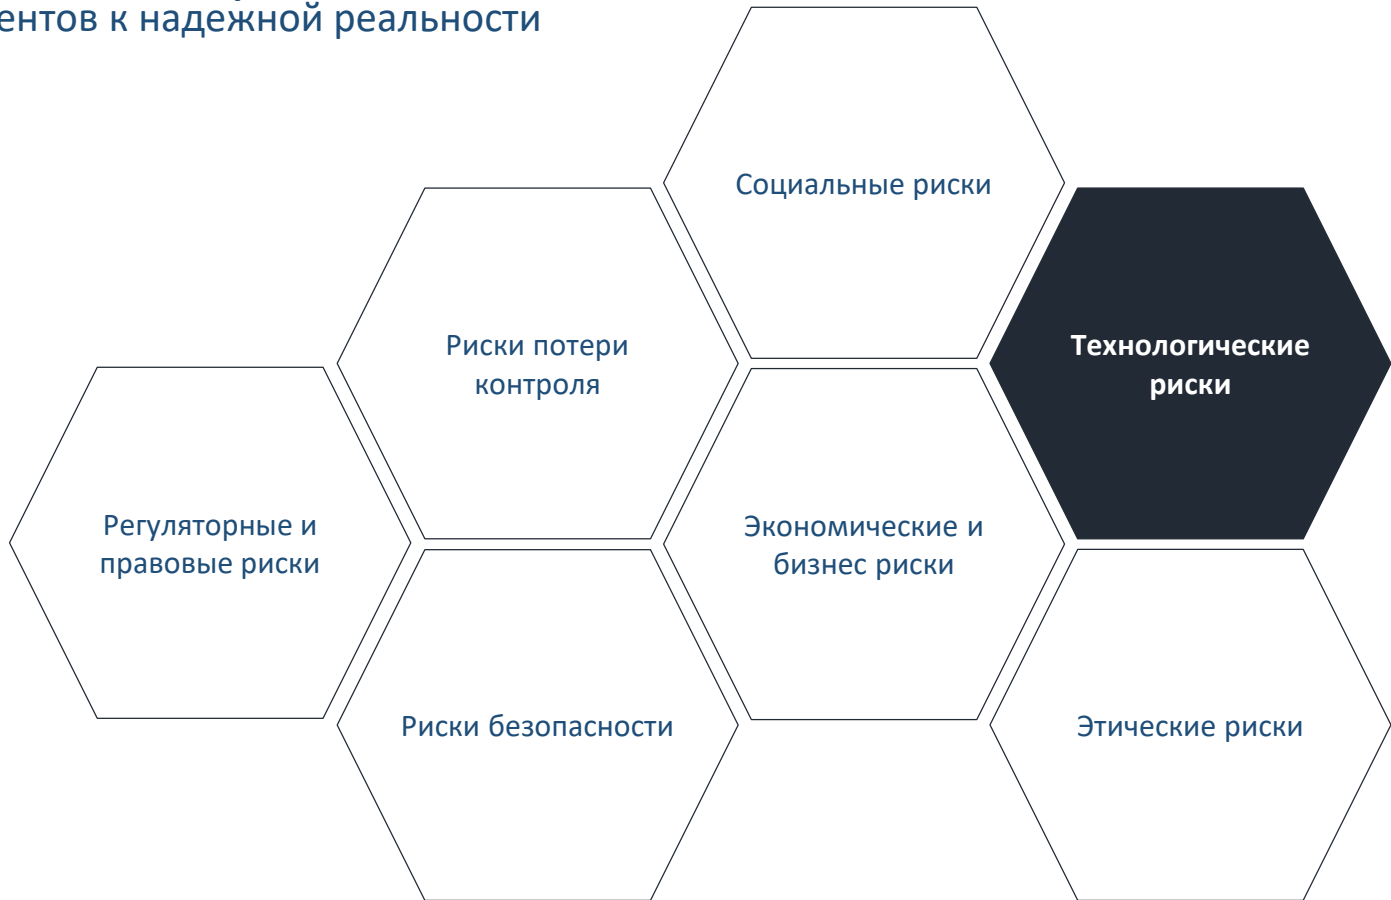 к надежной реальности
Социальные риски
Риски потери
контроля
Технологические
риски
Регуляторные и
правовые риски
Экономические и
бизнес риски
Риски безопасности
Этические риски